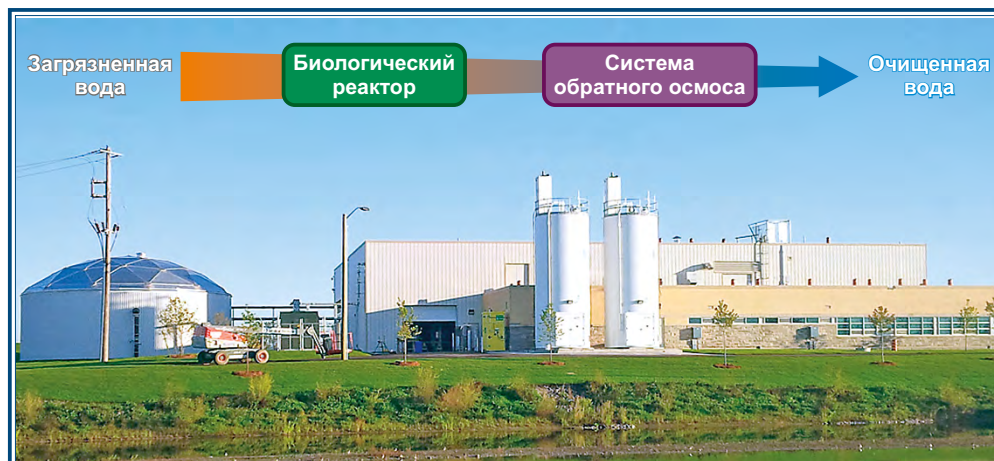 Загрязненная
вода
Биологический
реактор
Система
обратного осмоса
Очищенная
вода